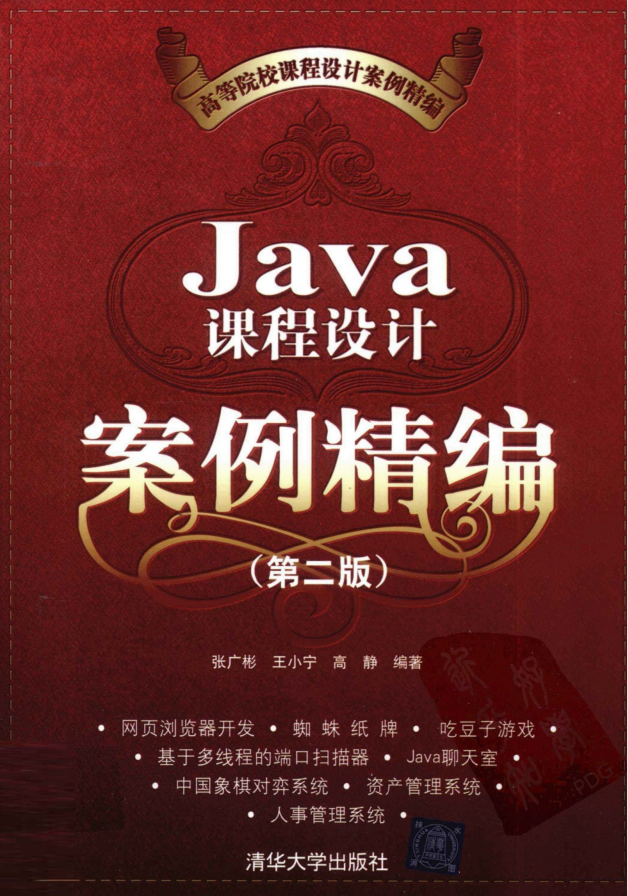 高等院校课程设计案例精编
Java
课程设计
案例精编
（第二版）
张广彬 王小宁 高 静 编著
• 网页浏览器开发 • 蜘 蛛 纸 牌 • 吃豆子游戏 •
• 基于多线程的端口扫描器 • Java聊天室 •
• 中国象棋对弈系统 • 资产管理系统 •
• 人事管理系统 •
PDG
清华大学出版社